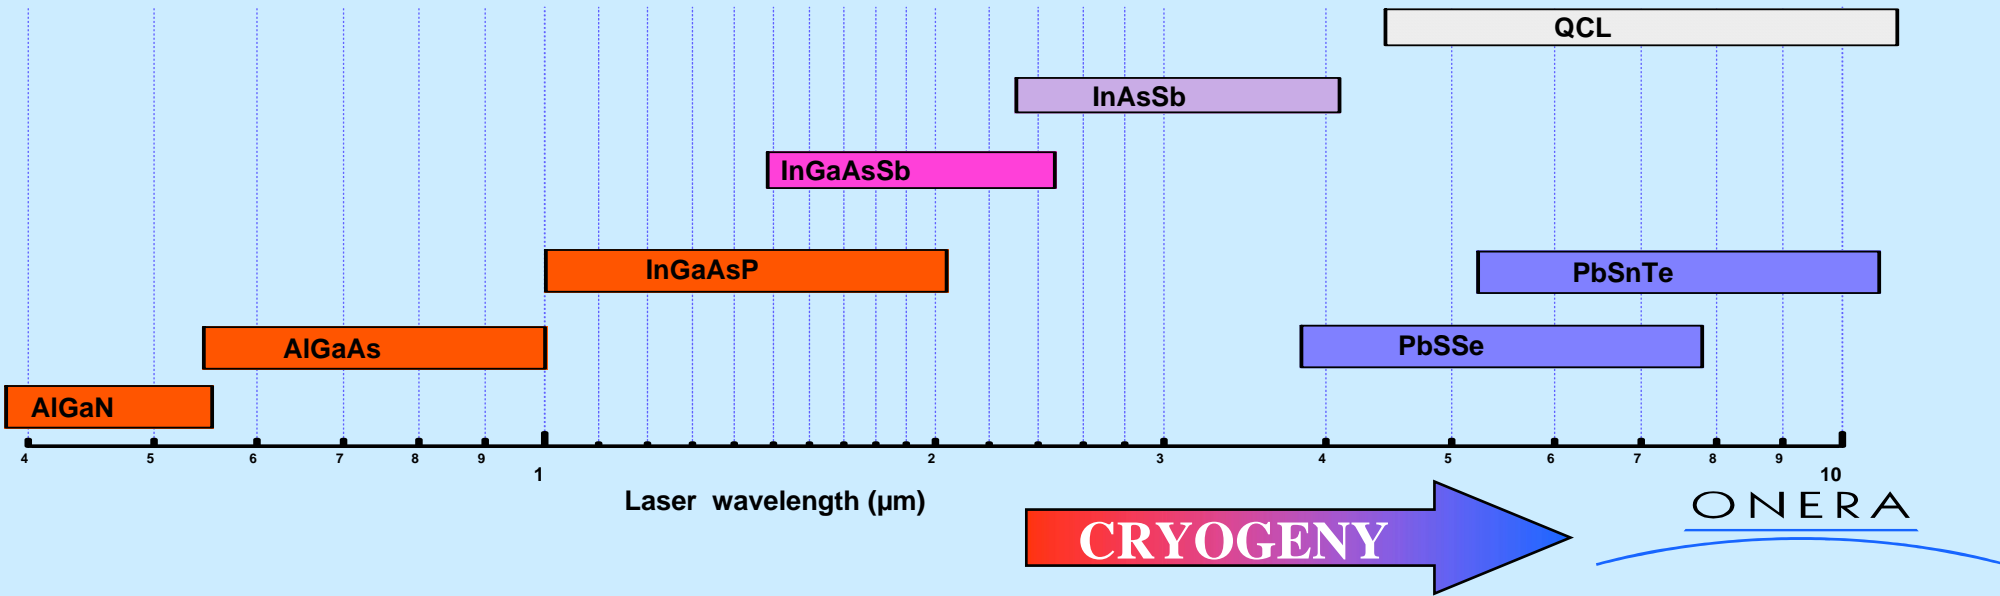 QCL
InAsSb
InGaAsSb
InGaAsP
PbSnTe
AlGaAs
PbSSe
AlGaN
4 5 6 7 8 9 1 2 3 4 5 6 7 8 9 10
Laser wavelength (µm)
CRYOGENY
ONERA